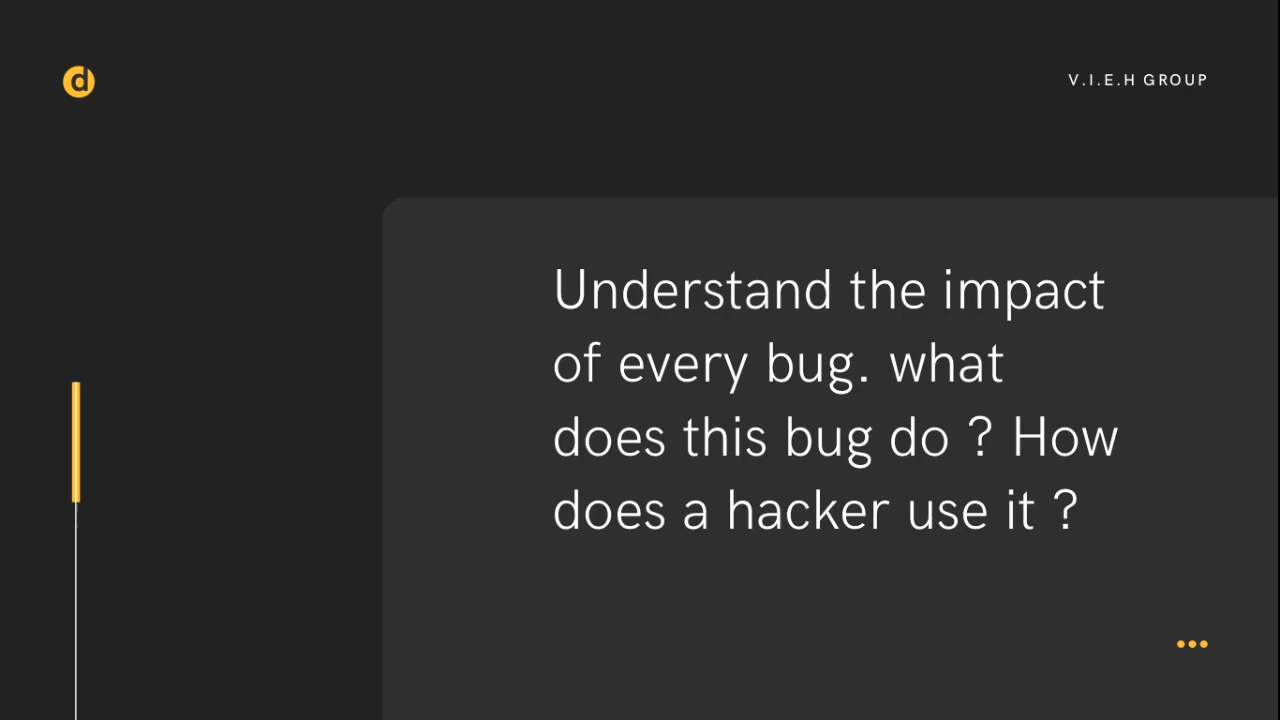 d
V.I.E.H GROUP
Understand the impact
of every bug. what
does this bug do ? How
does a hacker use it ?